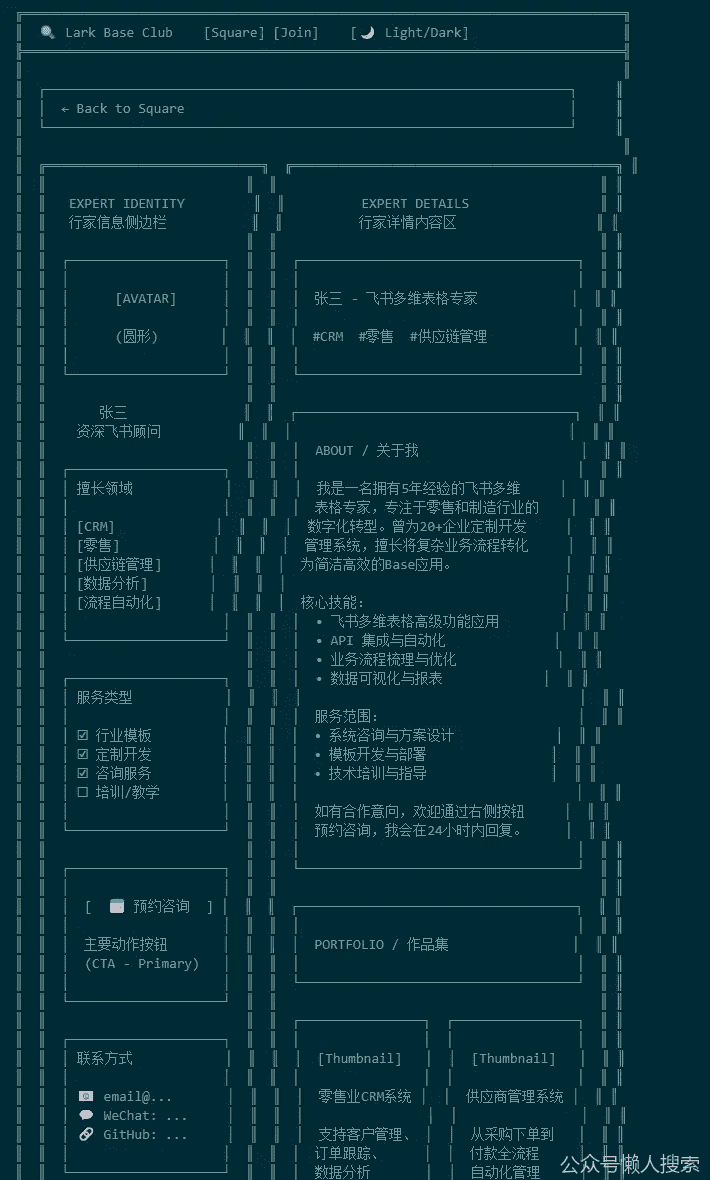 Lark Base Club [Square] [Join] [🌙 Light/Dark]
← Back to Square
EXPERT IDENTITY
行家信息侧边栏
[AVATAR]
(圆形)
张三
资深飞书顾问
擅长领域
[CRM]
[零售]
[供应链管理]
[数据分析]
[流程自动化]
服务类型
☑ 行业模板
☑ 定制开发
☑ 咨询服务
☐ 培训/教学
[ 预约咨询 ]
主要动作按钮
(CTA - Primary)
联系方式
email@...
WeChat: ...
GitHub: ...
EXPERT DETAILS
行家详情内容区
张三 - 飞书多维表格专家
#CRM #零售 #供应链管理
ABOUT / 关于我
我是一名拥有5年经验的飞书多维
表格专家，专注于零售和制造行业的
数字化转型。曾为20+企业定制开发
管理系统，擅长将复杂业务流程转化
为简洁高效的Base应用。
核心技能：
• 飞书多维表格高级功能应用
• API 集成与自动化
• 业务流程梳理与优化
• 数据可视化与报表
服务范围：
• 系统咨询与方案设计
• 模板开发与部署
• 技术培训与指导
如有合作意向，欢迎通过右侧按钮
预约咨询，我会在24小时内回复。
PORTFOLIO / 作品集
[Thumbnail]
零售业CRM系统
支持客户管理、
订单跟踪、
数据分析
[Thumbnail]
供应商管理系统
从采购下单到
付款全流程
自动化管理
公众号懒人搜索